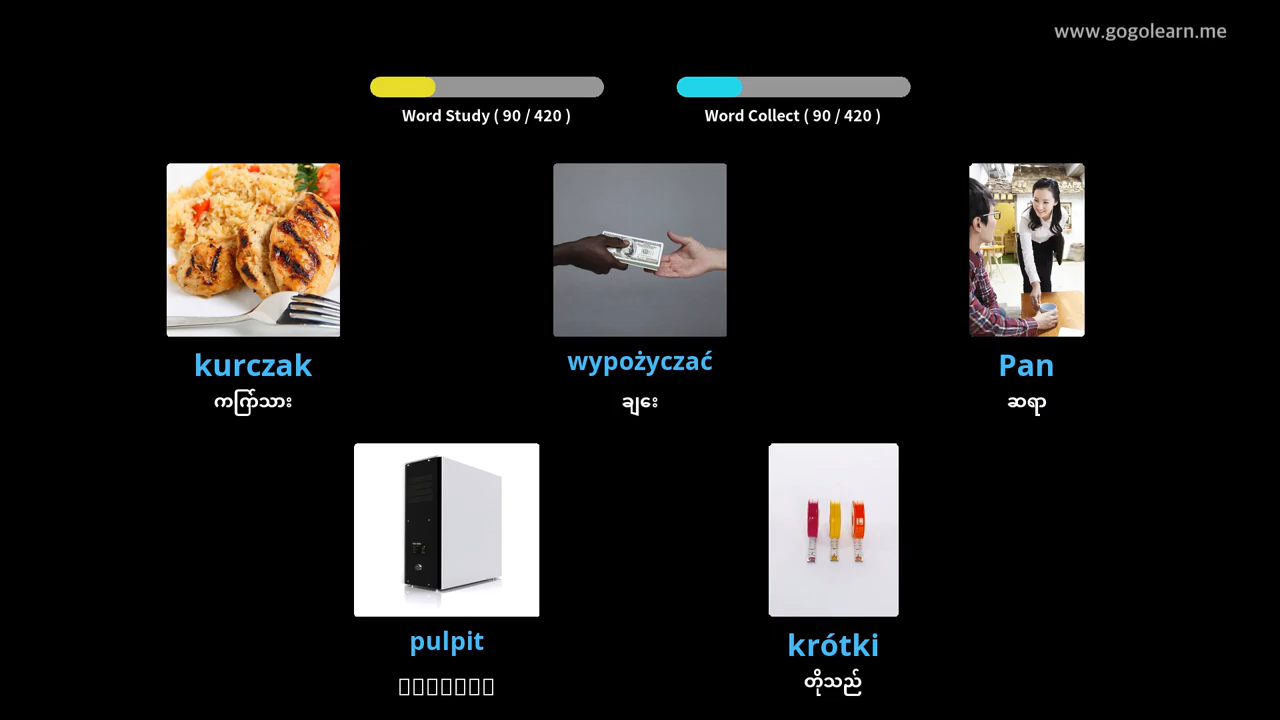 www.gogolearn.me
Word Study ( 90 / 420 )
Word Collect ( 90 / 420 )
kurczak
ကြက်သား
wypożyczać
ချေး
Pan
ဆရာ
pulpit
krótki
တိုသည်